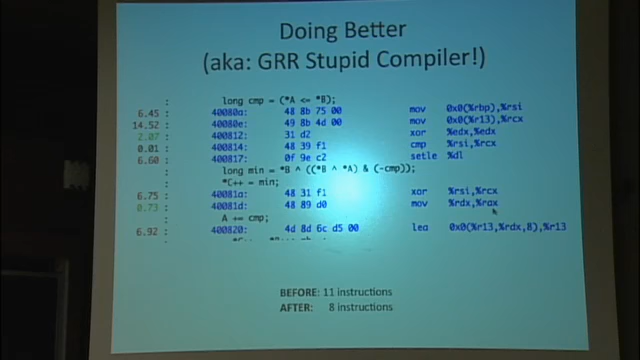 Doing Better
(aka: GRR Stupid Compiler!)
: long cmp = (*A <= *B);
6.45 : 40080a: 48 8b 75 00 mov 0x0(%rbp),%rsi
14.52 : 40080e: 49 8b 4d 00 mov 0x0(%r13),%rcx
2.07 : 400812: 31 d2 xor %edx,%edx
0.01 : 400814: 48 39 f1 cmp %rsi,%rcx
6.60 : 400817: 0f 9e c2 setle %dl
: long min = *B ^ ((*B ^ *A) & (-cmp));
: *C++ = min;
6.75 : 40081a: 48 31 f1 xor %rsi,%rcx
0.73 : 40081d: 48 89 d0 mov %rdx,%rax
: A += cmp;
6.92 : 400820: 4d 8d 6c d5 00 lea 0x0(%r13,%rdx,8),%r13
BEFORE: 11 instructions
AFTER: 8 instructions